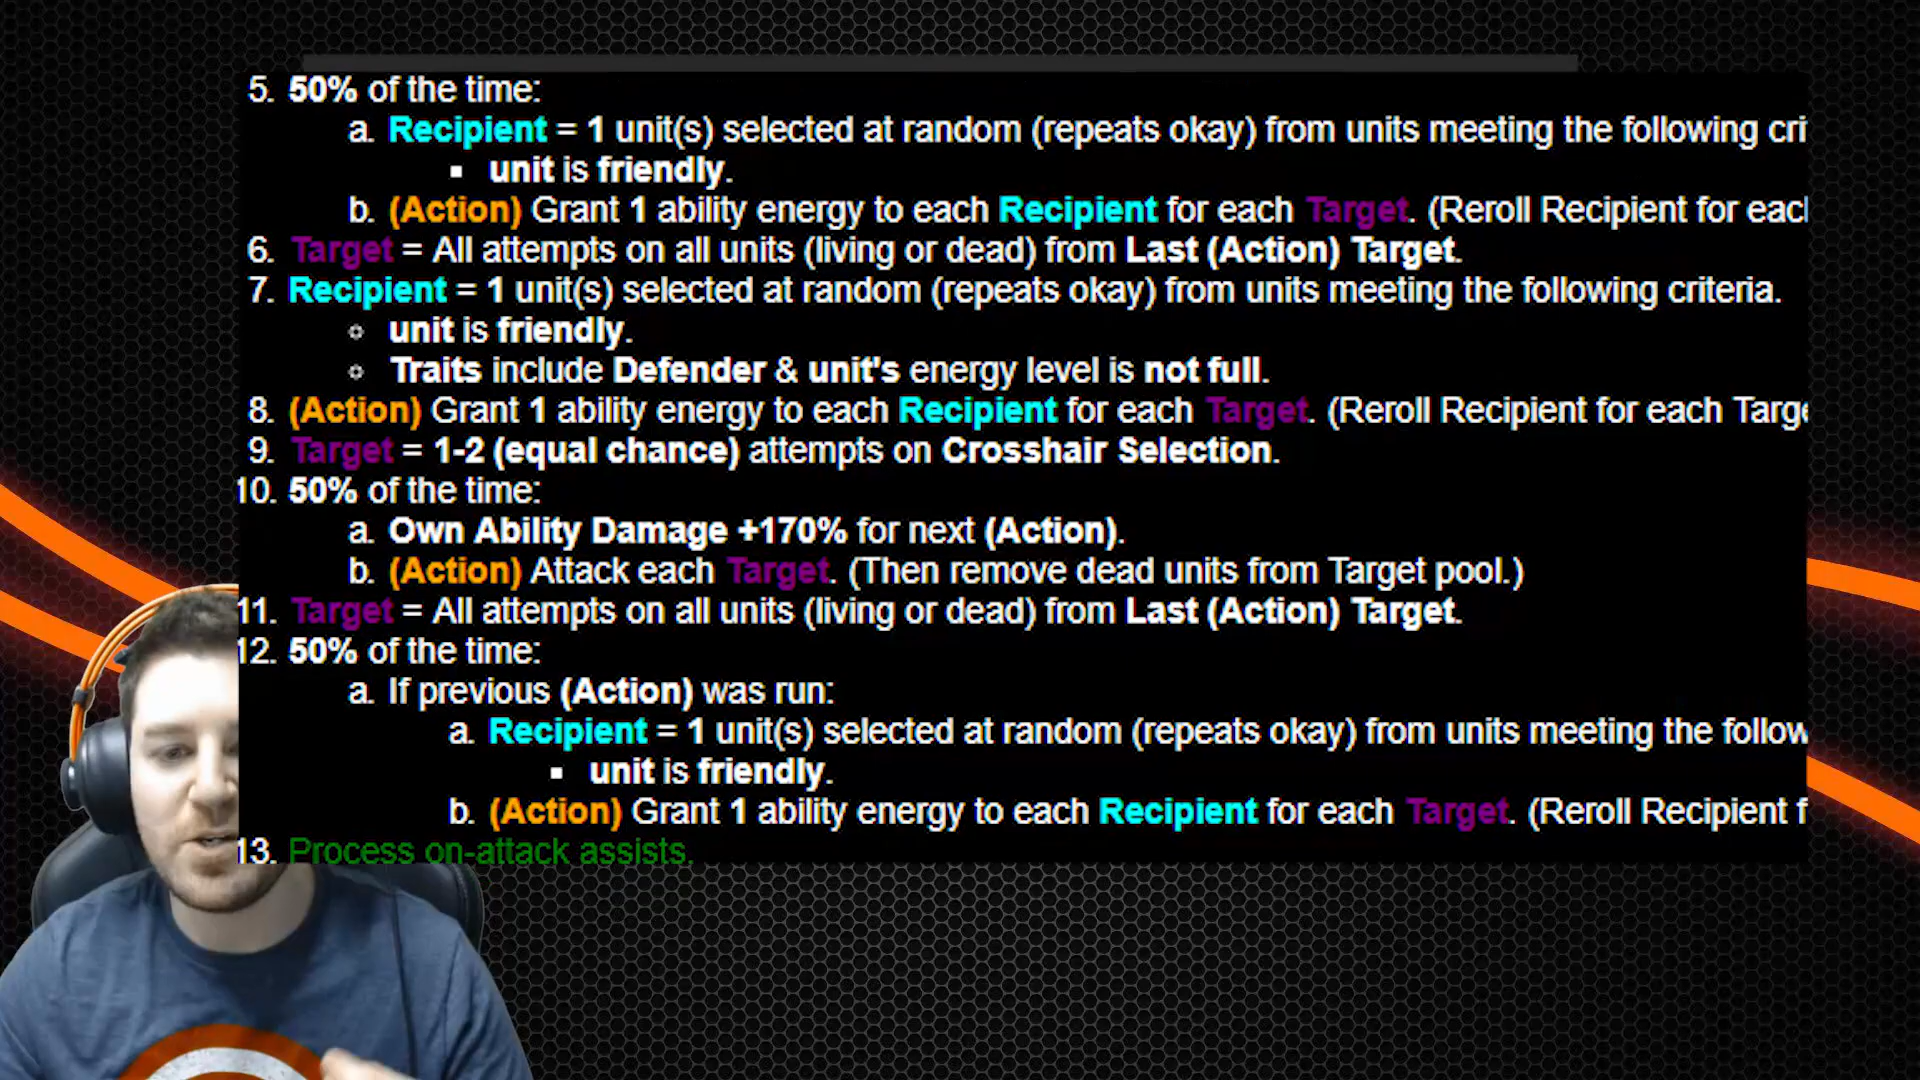 5. 50% of the time:
a. Recipient = 1 unit(s) selected at random (repeats okay) from units meeting the following cri
▪ unit is friendly.
b. (Action) Grant 1 ability energy to each Recipient for each Target. (Reroll Recipient for eac
6. Target = All attempts on all units (living or dead) from Last (Action) Target.
7. Recipient = 1 unit(s) selected at random (repeats okay) from units meeting the following criteria.
○ unit is friendly.
○ Traits include Defender & unit's energy level is not full.
8. (Action) Grant 1 ability energy to each Recipient for each Target. (Reroll Recipient for each Targe
9. Target = 1-2 (equal chance) attempts on Crosshair Selection.
10. 50% of the time:
a. Own Ability Damage +170% for next (Action).
b. (Action) Attack each Target. (Then remove dead units from Target pool.)
11. Target = All attempts on all units (living or dead) from Last (Action) Target.
12. 50% of the time:
a. If previous (Action) was run:
a. Recipient = 1 unit(s) selected at random (repeats okay) from units meeting the follow
▪ unit is friendly.
b. (Action) Grant 1 ability energy to each Recipient for each Target. (Reroll Recipient f
13. Process on-attack assists.